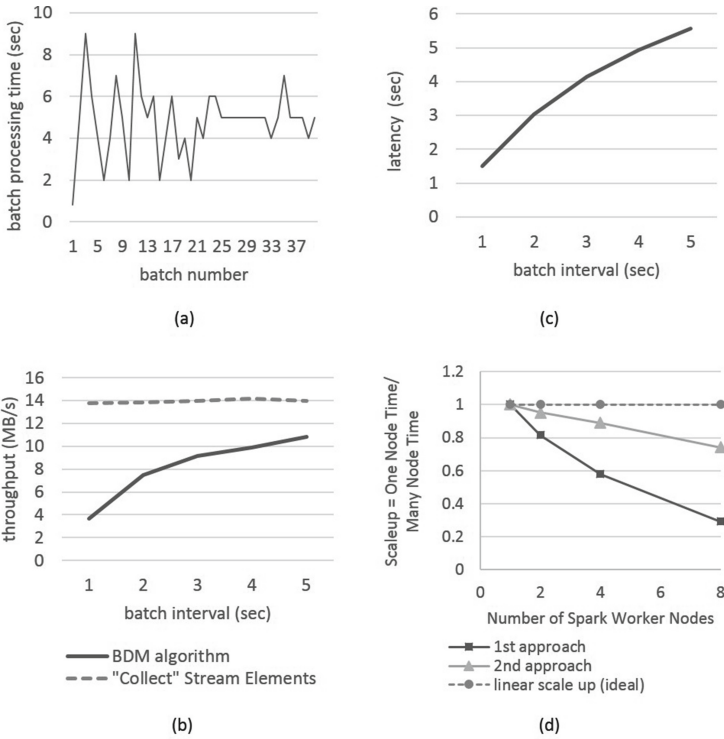 batch processing time (sec)
10
8
6
4
2
0
1 5 9 13 17 21 25 29 33 37
batch number
(a)
latency (sec)
6
5
4
3
2
1
0
1 2 3 4 5
batch interval (sec)
(c)
throughput (MB/s)
16
14
12
10
8
6
4
2
0
1 2 3 4 5
batch interval (sec)
BDM algorithm
"Collect" Stream Elements
(b)
Scaleup = One Node Time/
Many Node Time
1.2
1
0.8
0.6
0.4
0.2
0
0 2 4 6 8
Number of Spark Worker Nodes
1st approach
2nd approach
linear scale up (ideal)
(d)